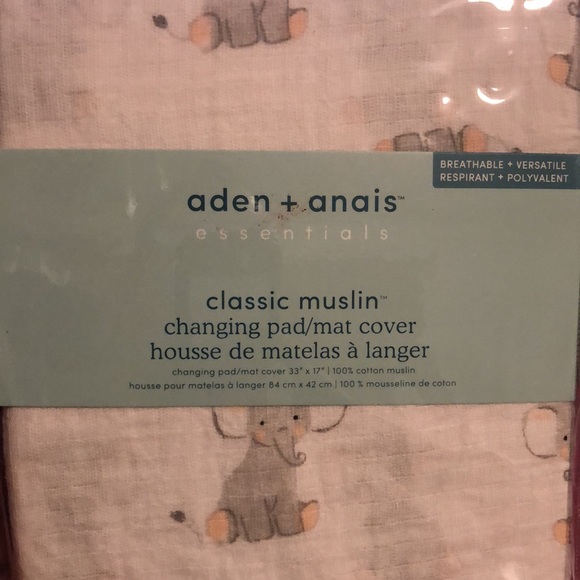 BREATHABLE + VERSATILE
RESPIRANT + POLYVALENT
aden + anais™
essentials
classic muslin™
changing pad/mat cover
housse de matelas à langer
changing pad/mat cover 33" x 17" | 100% cotton muslin
housse pour matelas à langer 84 cm x 42 cm | 100 % mousseline de coton